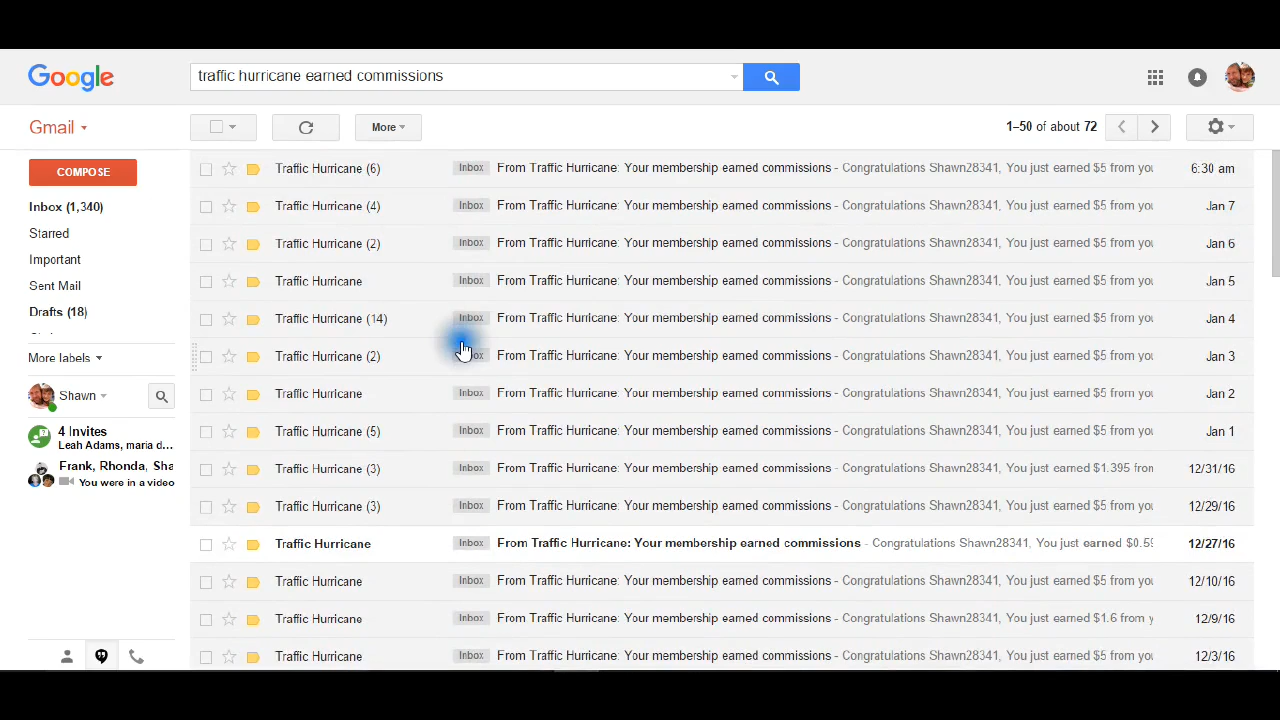 Google
traffic hurricane earned commissions
Gmail
More
1–50 of about 72
COMPOSE
Inbox (1,340)
Starred
Important
Sent Mail
Drafts (18)
More labels
Shawn
4 Invites
Leah Adams, maria d...
Frank, Rhonda, Sha
You were in a video
Traffic Hurricane (6) Inbox From Traffic Hurricane: Your membership earned commissions - Congratulations Shawn28341, You just earned $5 from you 6:30 am
Traffic Hurricane (4) Inbox From Traffic Hurricane: Your membership earned commissions - Congratulations Shawn28341, You just earned $5 from you Jan 7
Traffic Hurricane (2) Inbox From Traffic Hurricane: Your membership earned commissions - Congratulations Shawn28341, You just earned $5 from you Jan 6
Traffic Hurricane Inbox From Traffic Hurricane: Your membership earned commissions - Congratulations Shawn28341, You just earned $5 from you Jan 5
Traffic Hurricane (14) Inbox From Traffic Hurricane: Your membership earned commissions - Congratulations Shawn28341, You just earned $5 from you Jan 4
Traffic Hurricane (2) From Traffic Hurricane: Your membership earned commissions - Congratulations Shawn28341, You just earned $5 from you Jan 3
Traffic Hurricane Inbox From Traffic Hurricane: Your membership earned commissions - Congratulations Shawn28341, You just earned $5 from you Jan 2
Traffic Hurricane (5) Inbox From Traffic Hurricane: Your membership earned commissions - Congratulations Shawn28341, You just earned $5 from you Jan 1
Traffic Hurricane (3) Inbox From Traffic Hurricane: Your membership earned commissions - Congratulations Shawn28341, You just earned $1.395 from 12/31/16
Traffic Hurricane (3) Inbox From Traffic Hurricane: Your membership earned commissions - Congratulations Shawn28341, You just earned $5 from you 12/29/16
Traffic Hurricane Inbox From Traffic Hurricane: Your membership earned commissions - Congratulations Shawn28341, You just earned $0.59 12/27/16
Traffic Hurricane Inbox From Traffic Hurricane: Your membership earned commissions - Congratulations Shawn28341, You just earned $5 from you 12/10/16
Traffic Hurricane Inbox From Traffic Hurricane: Your membership earned commissions - Congratulations Shawn28341, You just earned $1.6 from y 12/9/16
Traffic Hurricane Inbox From Traffic Hurricane: Your membership earned commissions - Congratulations Shawn28341, You just earned $5 from you 12/3/16